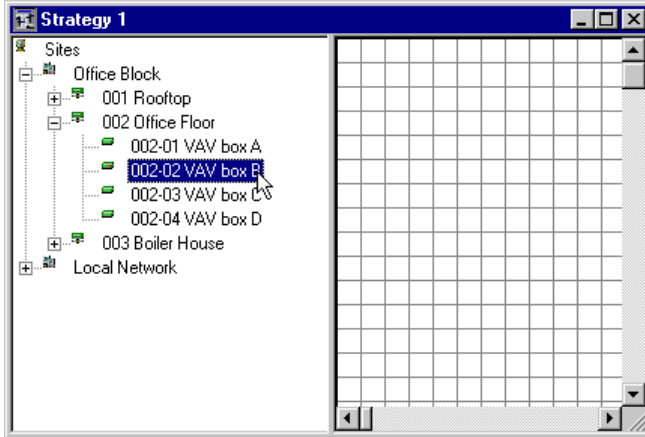 Strategy 1
Sites
Office Block
001 Rooftop
002 Office Floor
002-01 VAV box A
002-02 VAV box B
002-03 VAV box C
002-04 VAV box D
003 Boiler House
Local Network